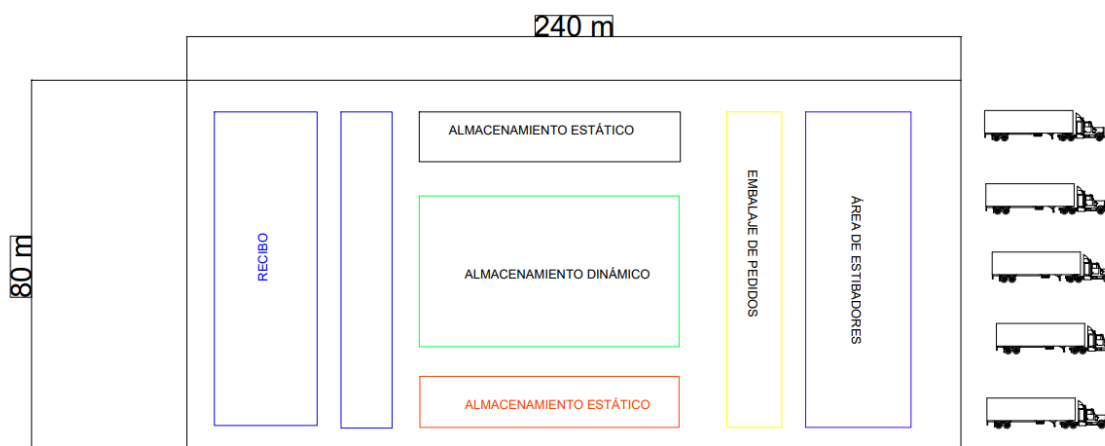 240 m
80 m
RECIBO
ALMACENAMIENTO ESTÁTICO
ALMACENAMIENTO DINÁMICO
ALMACENAMIENTO ESTÁTICO
EMBALAJE DE PEDIDOS
ÁREA DE ESTIBADORES